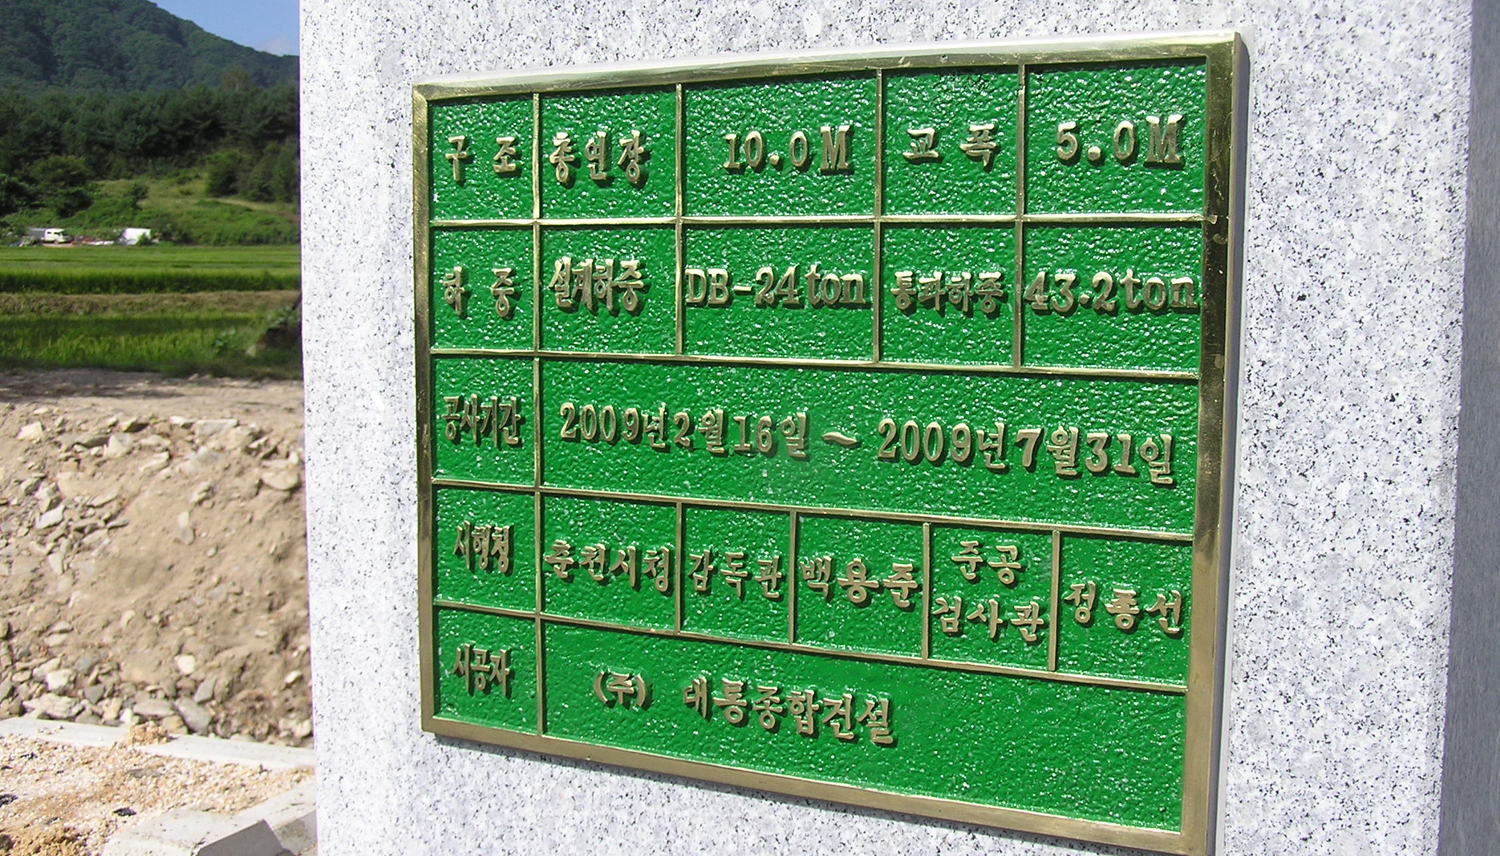 구조 총연장 10.0M 교폭 5.0M
하중 설계하중 DB-24ton 통과하중 43.2ton
공사기간 2009년2월16일 ~ 2009년7월31일
시행청 춘천시청 감독관 백용준 준공검사관 정종선
시공자 (주) 대통종합건설